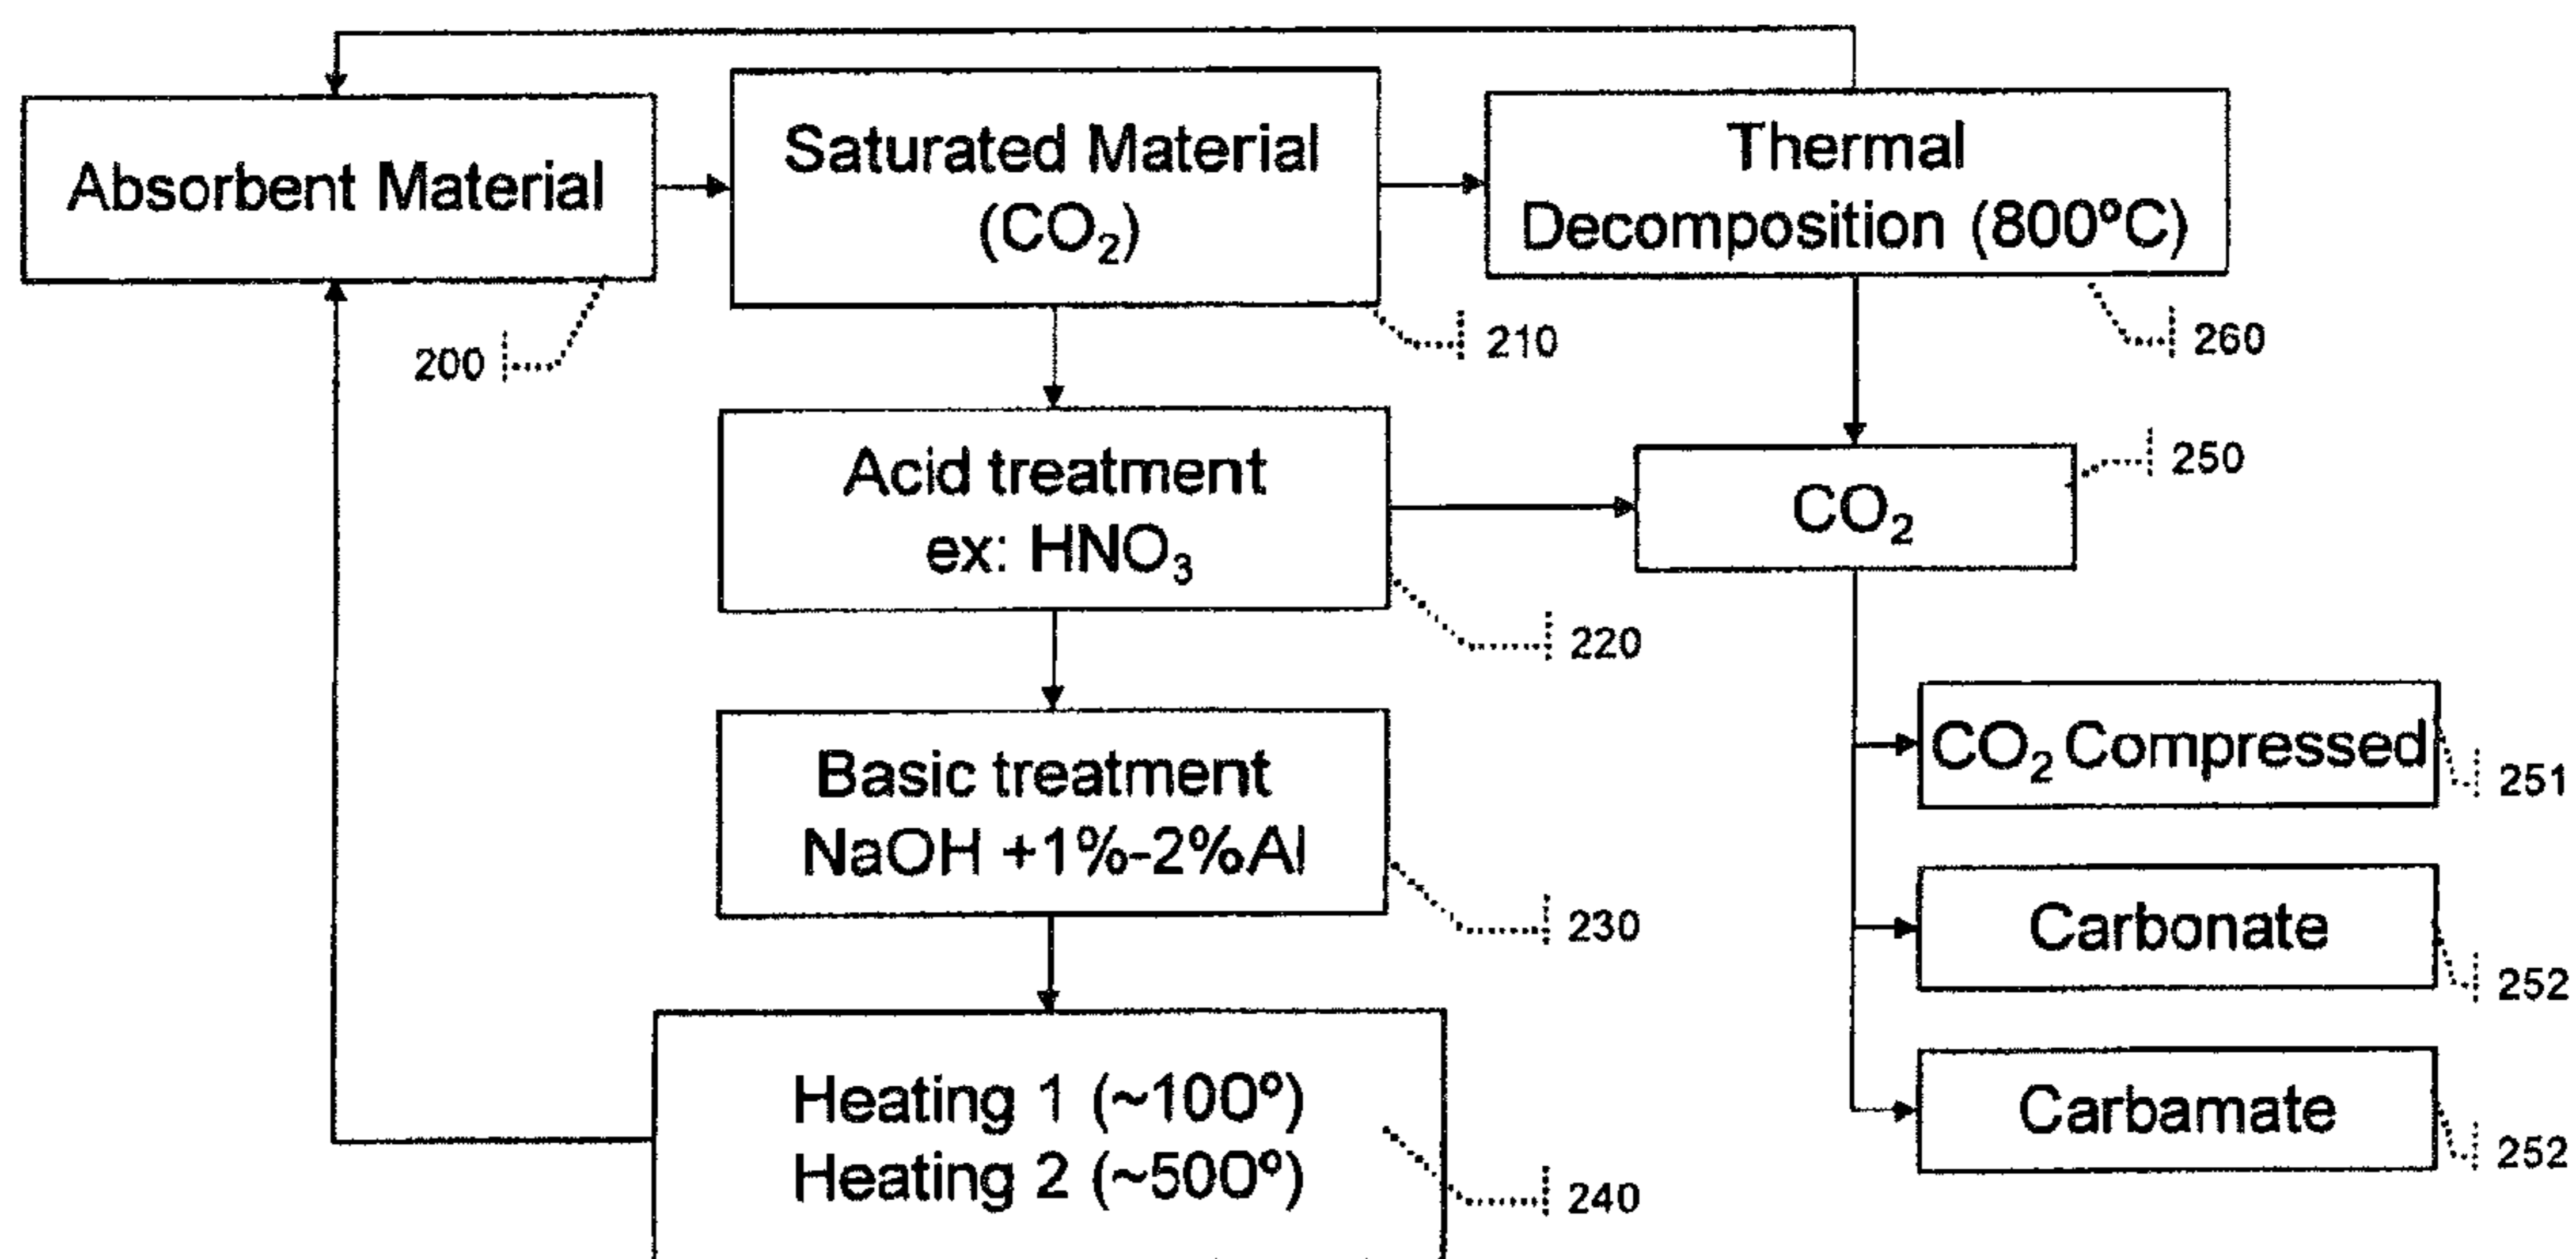 Absorbent Material
200
Saturated Material
(CO₂)
210
Thermal
Decomposition (800ºC)
260
Acid treatment
ex: HNO₃
220
CO₂
250
Basic treatment
NaOH +1%-2%Al
230
CO₂ Compressed
251
Carbonate
252
Heating 1 (~100º)
Heating 2 (~500º)
240
Carbamate
252